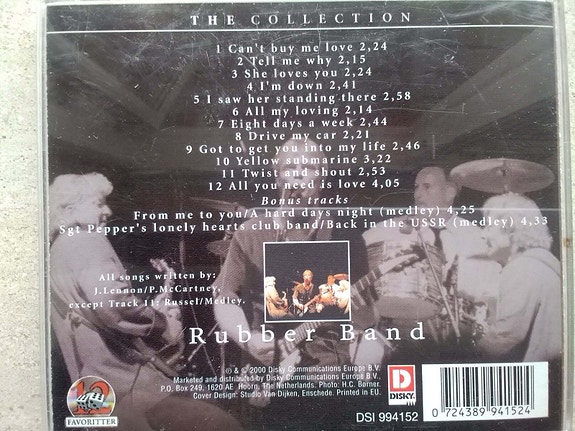 THE COLLECTION
1 Can't buy me love 2,24
2 Tell me why 2,15
3 She loves you 2,24
4 I'm down 2,41
5 I saw her standing there 2,58
6 All my loving 2,14
7 Eight days a week 2,44
8 Drive my car 2,21
9 Got to get you into my life 2,46
10 Yellow submarine 3,22
11 Twist and shout 2,53
12 All you need is love 4,05
Bonus tracks
From me to you/A hard days night (medley) 4,25
Sgt Pepper's lonely hearts club band/Back in the USSR (medley) 4,33
All songs written by:
J.Lennon/P.McCartney,
except Track 11: Russel/Medley.
Rubber Band
℗ & © 2000 Disky Communications Europe B.V.
Marketed and distributed by Disky Communications Europe B.V.,
P.O. Box 249, 1620 AE Hoorn, The Netherlands. Photo: H.C. Berner.
Cover Design: Studio Van Dijken, Enschede. Printed in EU.
D
DISKY
DSI 994152
0 724389 941524
12
FAVORITTER